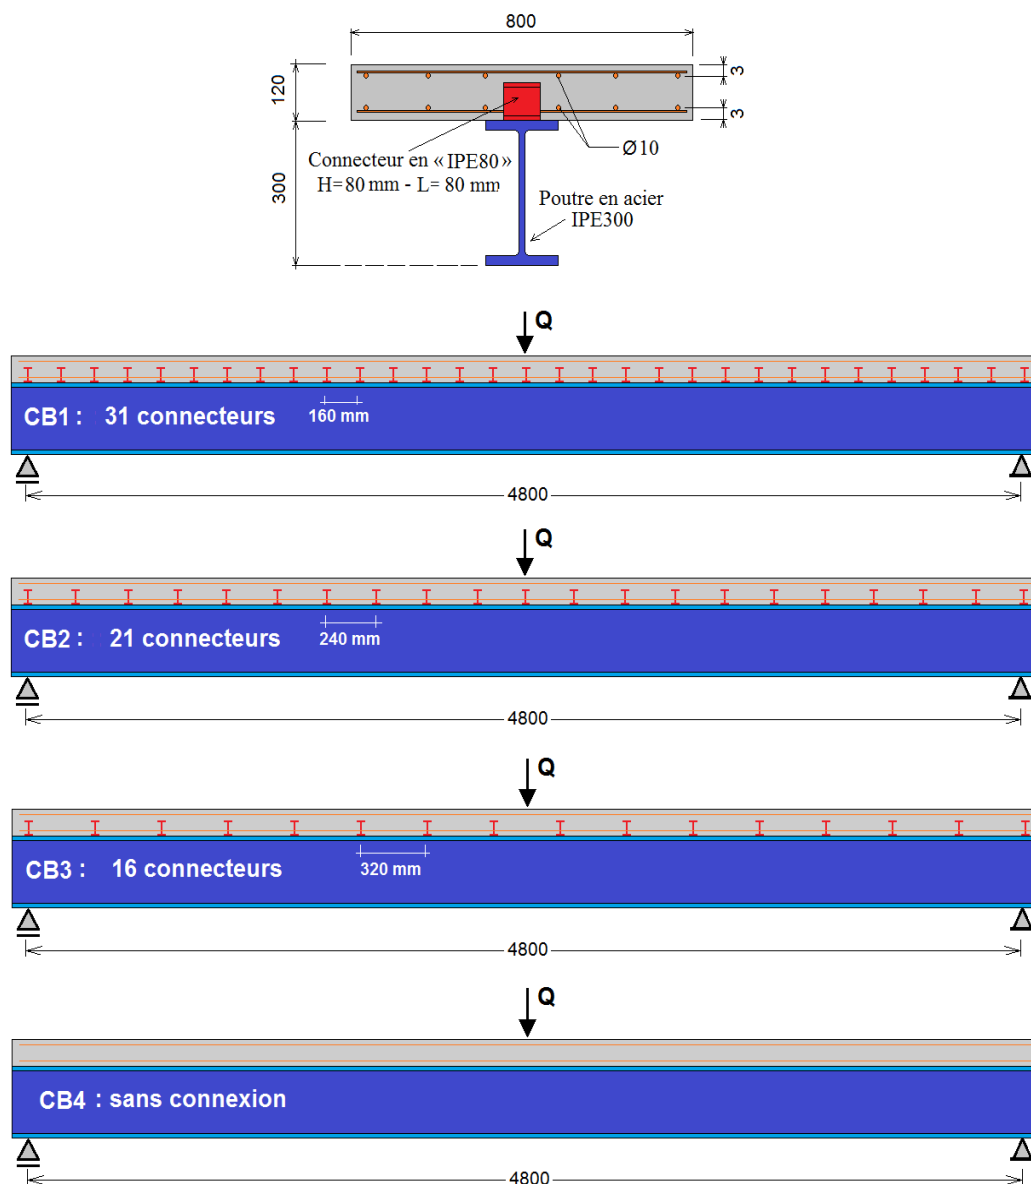 800
120
3
3
300
Connecteur en « IPE80 »
H=80 mm - L= 80 mm
Ø10
Poutre en acier
IPE300
Q
CB1 : 31 connecteurs
160 mm
4800
Q
CB2 : 21 connecteurs
240 mm
4800
Q
CB3 : 16 connecteurs
320 mm
4800
Q
CB4 : sans connexion
4800